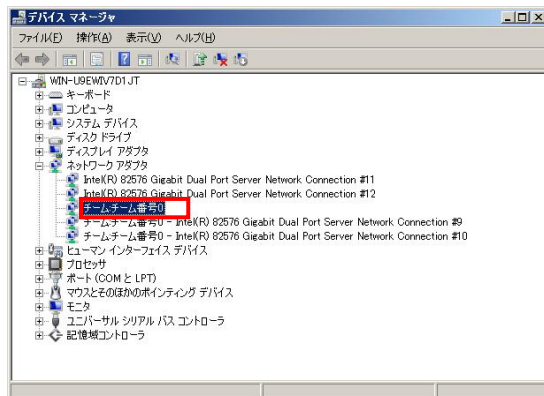 デバイス マネージャ
ファイル(F) 操作(A) 表示(V) ヘルプ(H)
WIN-U9EWIV7D1JT
キーボード
コンピュータ
システム デバイス
ディスク ドライブ
ディスプレイ アダプタ
ネットワーク アダプタ
Intel(R) 82576 Gigabit Dual Port Server Network Connection #11
Intel(R) 82576 Gigabit Dual Port Server Network Connection #12
チーム:チーム番号0
チーム:チーム番号0 - Intel(R) 82576 Gigabit Dual Port Server Network Connection #9
チーム:チーム番号0 - Intel(R) 82576 Gigabit Dual Port Server Network Connection #10
ヒューマン インターフェイス デバイス
プロセッサ
ポート (COM と LPT)
マウスとそのほかのポインティング デバイス
モニタ
ユニバーサル シリアル バス コントローラ
記憶域コントローラ